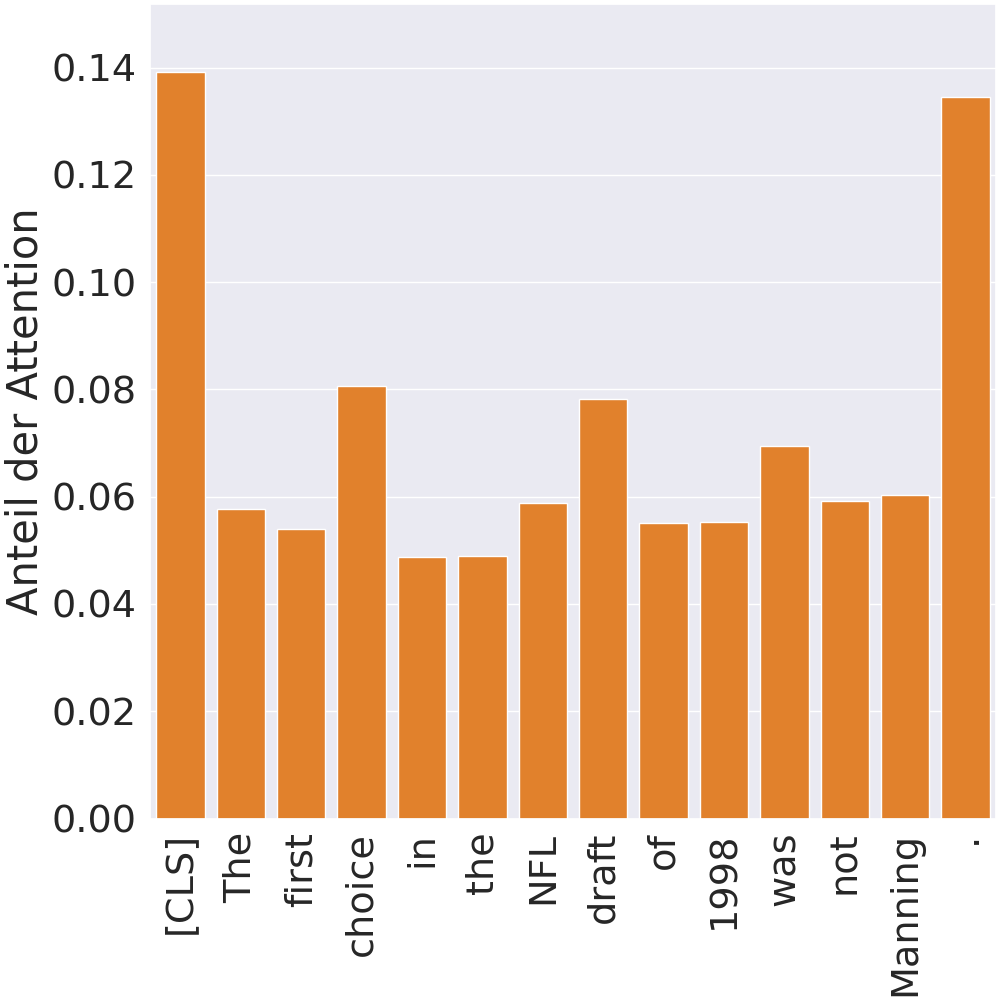 Anteil der Attention
0.14
0.12
0.10
0.08
0.06
0.04
0.02
0.00
[CLS]
The
first
choice
in
the
NFL
draft
of
1998
was
not
Manning
.